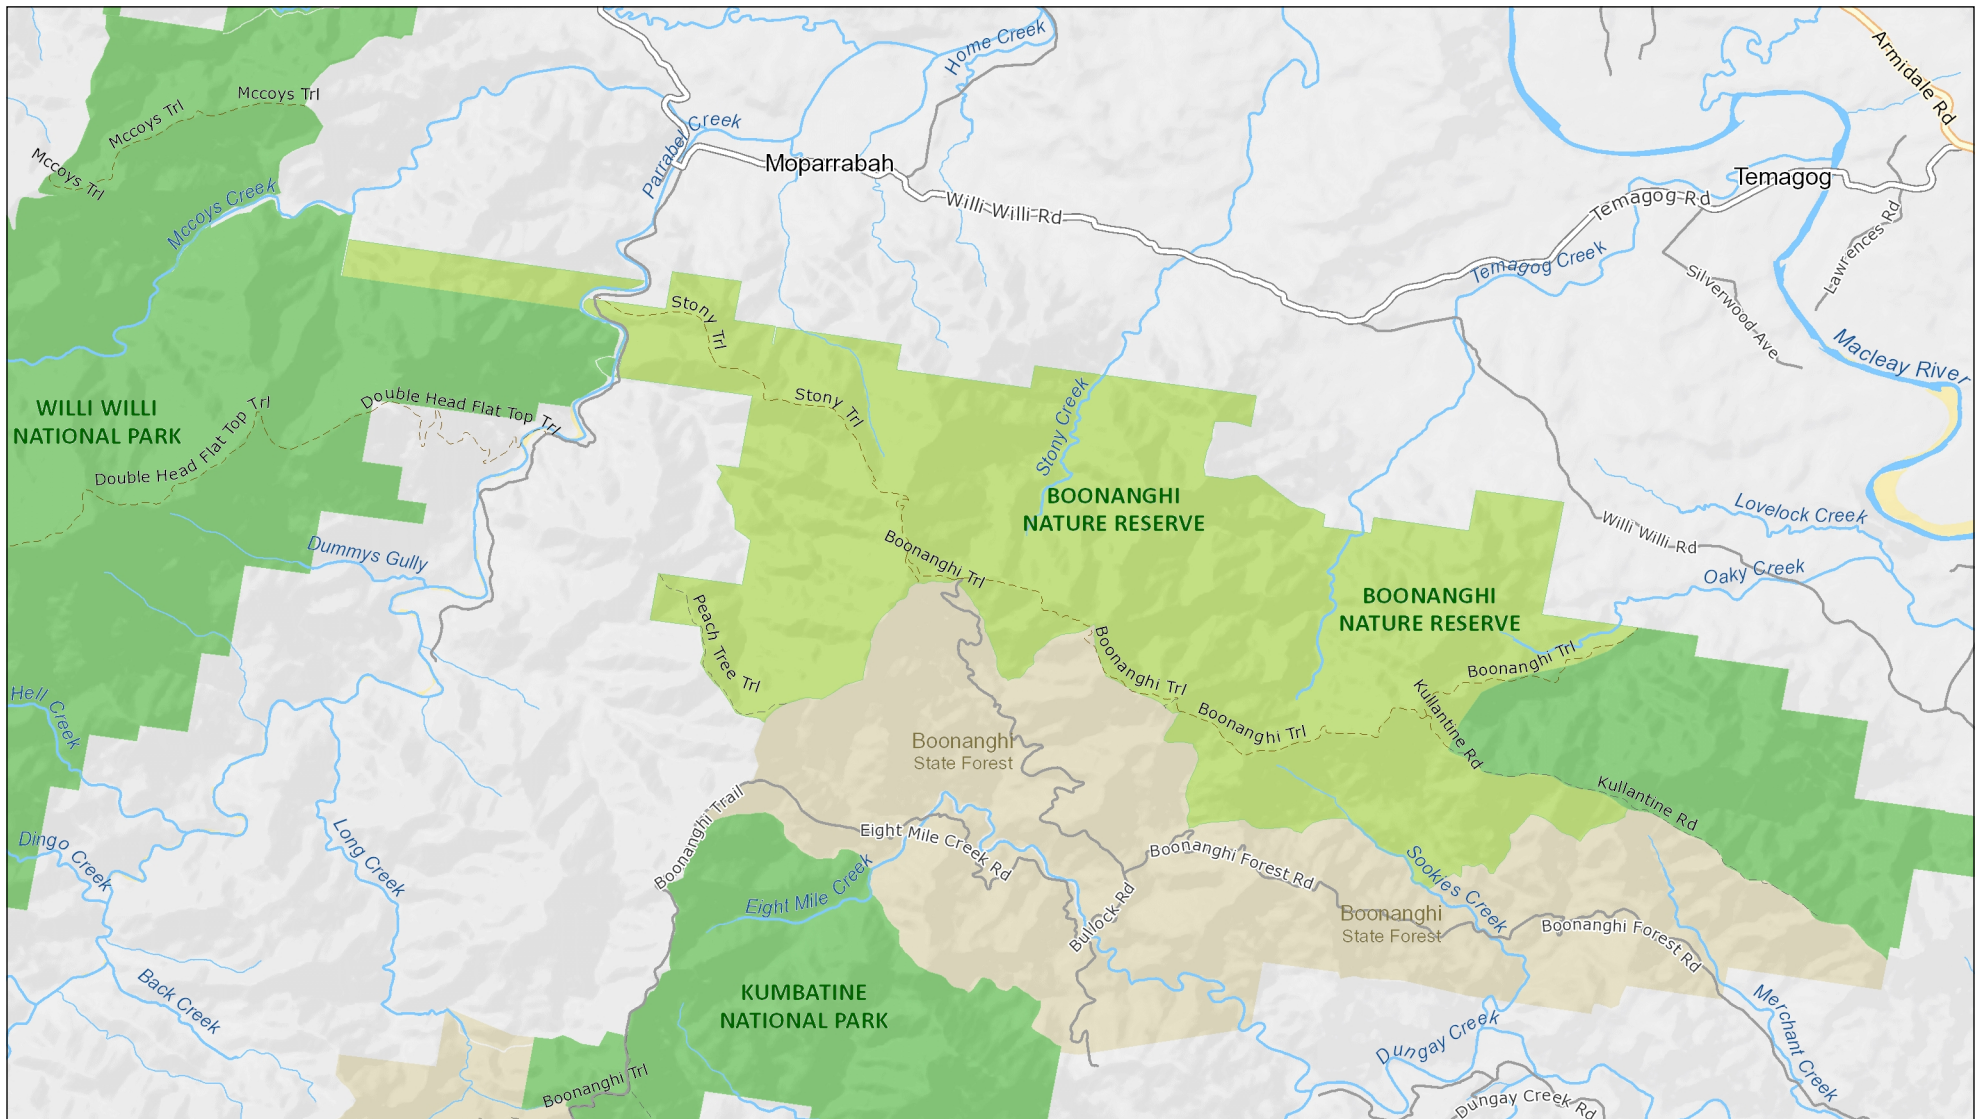 Home Creek
Armidale Rd
Mccoys Trl
Mccoys Trl
Mccoys Trl
Parrabel Creek
Moparrabah
Temagog
Mccoys Creek
Willi Willi Rd
Temagog Rd
Lawrences Rd
Temagog Creek
Silverwood Ave
Stony Trl
Macleay River
WILLI WILLI
NATIONAL PARK
Double Head Flat Top Trl
Double Head Flat Top Trl
Stony Trl
Stony Creek
BOONANGHI
NATURE RESERVE
Lovelock Creek
Willi Willi Rd
Dummys Gully
Boonanghi Trl
Oaky Creek
BOONANGHI
NATURE RESERVE
Peach Tree Trl
Boonanghi Trl
Boonanghi Trl
Kullantine Rd
Hell Creek
Boonanghi Trl
Boonanghi
State Forest
Kullantine Rd
Boonanghi Trail
Eight Mile Creek Rd
Boonanghi Forest Rd
Dingo Creek
Long Creek
Eight Mile Creek
Sookies Creek
Bullock Rd
Boonanghi
State Forest
Boonanghi Forest Rd
Back Creek
KUMBATINE
NATIONAL PARK
Merchant Creek
Dungay Creek
Boonanghi Trl
Dungay Creek Rd